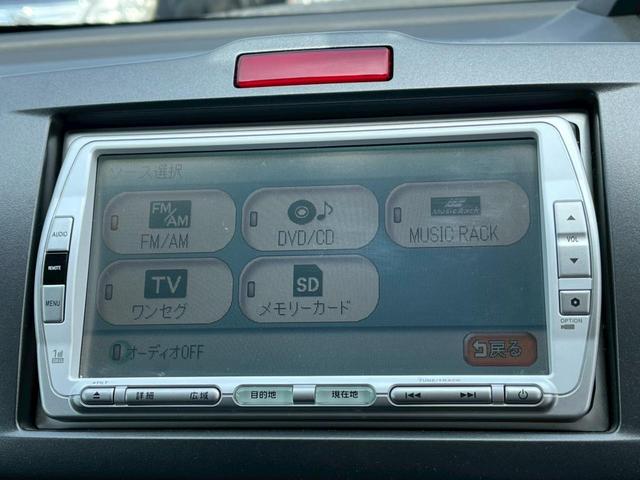 ソース選択
FM
AM
FM/AM
DVD/CD
Music Rack
MUSIC RACK
TV
ワンセグ
SD
メモリーカード
オーディオOFF
戻る
AUDIO
REMOTE
MENU
VOL
OPTION
TUNE/TRACK
詳細
広域
目的地
現在地